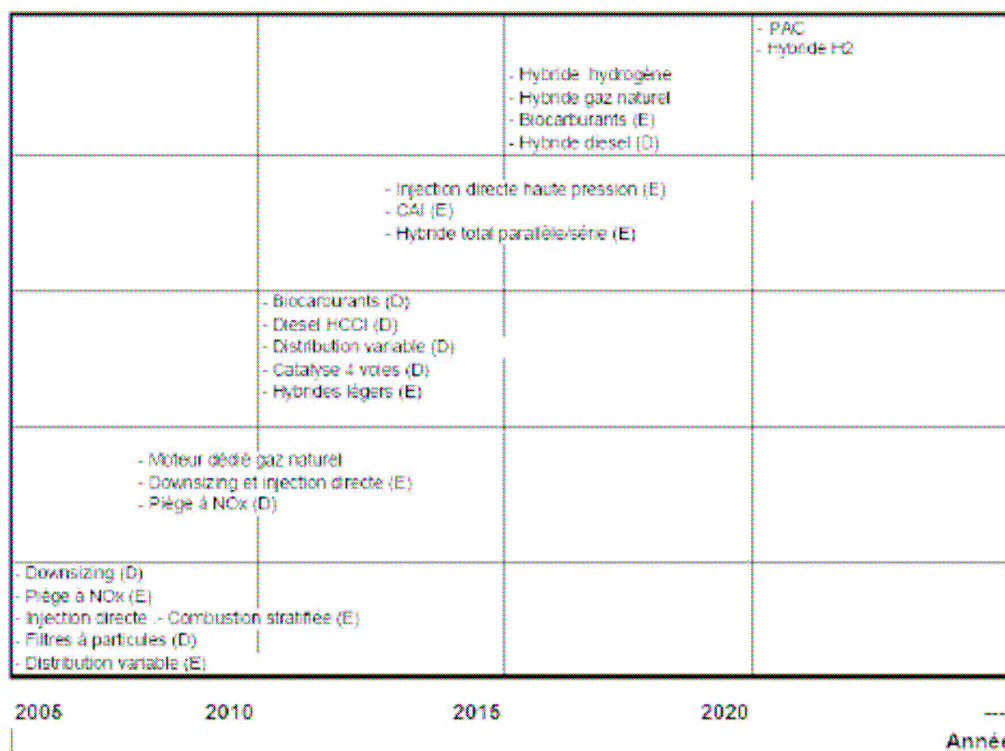 - PAC
- Hybride H2
- Hybride hydrogène
- Hybride gaz naturel
- Biocarburants (E)
- Hybride diesel (D)
- Injection directe haute pression (E)
- CAI (E)
- Hybride total parallèle/série (E)
- Biocarburants (D)
- Diesel HCCI (D)
- Distribution variable (D)
- Catalyse 4 voies (D)
- Hybrides légers (E)
- Moteur dédié gaz naturel
- Downsizing et injection directe (E)
- Piège à NOx (D)
- Downsizing (D)
- Piège à NOx (E)
- Injection directe - Combustion stratifiée (E)
- Filtres à particules (D)
- Distribution variable (E)
2005 2010 2015 2020 ---
Année